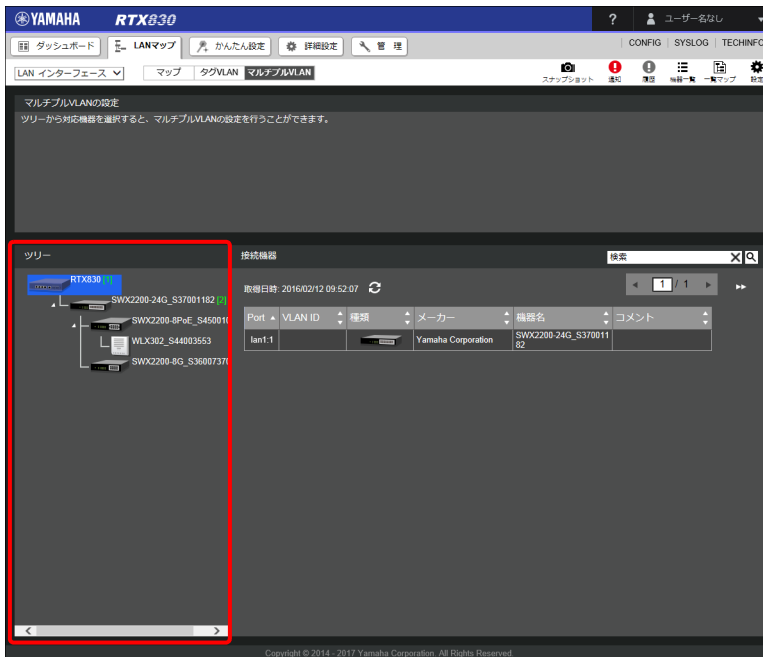 YAMAHA RTX830 ? ユーザーなし
ダッシュボード LANマップ かんたん設定 詳細設定 管 理 CONFIG SYSLOG TECHINFO
LAN インターフェース マップ タグVLAN マルチプルVLAN スナップショット 通知 履歴 機器一覧 一覧マップ 設定
マルチプルVLANの設定
ツリーから対応機器を選択すると、マルチプルVLANの設定を行うことができます。
ツリー
RTX830 [1]
SWX2200-24G_S37001182 [2]
SWX2200-8PoE_S450010
WLX302_S44003553
SWX2200-8G_S36007370
接続機器 検索
取得日時: 2016/02/12 09:52:07 1 / 1
Port VLAN ID 種類 メーカー 機器名 コメント
lan1:1 Yamaha Corporation SWX2200-24G_S370011
82
Copyright © 2014 - 2017 Yamaha Corporation. All Rights Reserved.